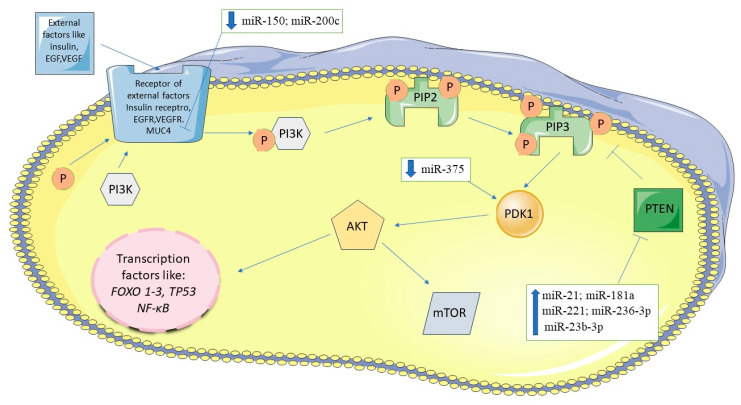 External
factors like
insulin,
EGF,VEGF
miR-150; miR-200c
Receptor of
external factors
Insulin receptro,
EGFR,VEGFR.
MUC4
P
PI3K
P
PI3K
P
P
PIP2
P
P
P
PIP3
miR-375
PDK1
PTEN
AKT
Transcription
factors like:
FOXO 1-3, TP53
NF-κB
mTOR
miR-21; miR-181a
miR-221; miR-236-3p
miR-23b-3p